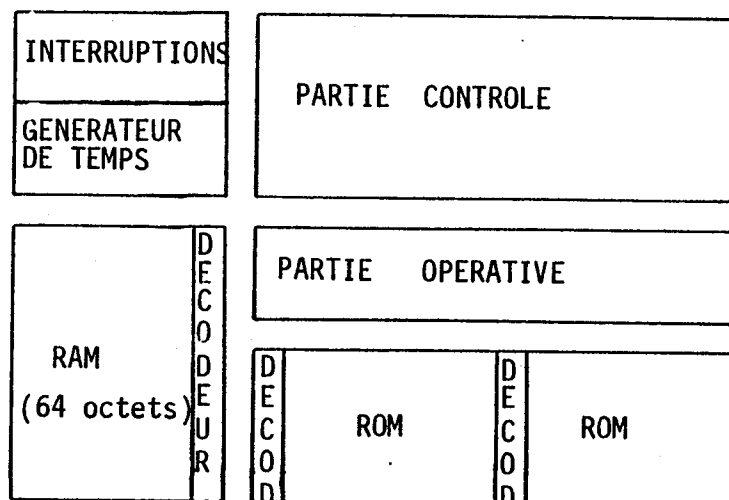 INTERRUPTIONS
GENERATEUR
DE TEMPS
PARTIE CONTROLE
RAM
(64 octets)
DECODEUR
PARTIE OPERATIVE
DECOD
ROM
DECOD
ROM